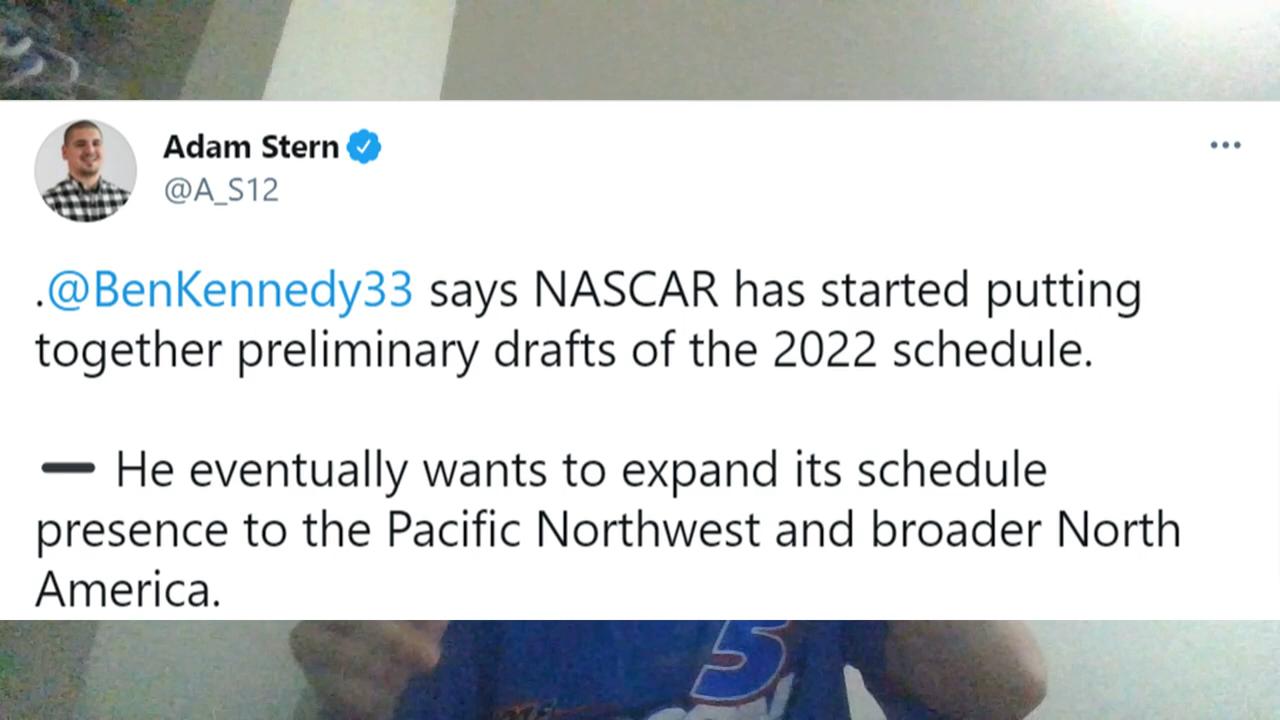 Adam Stern
@A_S12
.@BenKennedy33 says NASCAR has started putting
together preliminary drafts of the 2022 schedule.
➖ He eventually wants to expand its schedule
presence to the Pacific Northwest and broader North
America.
5